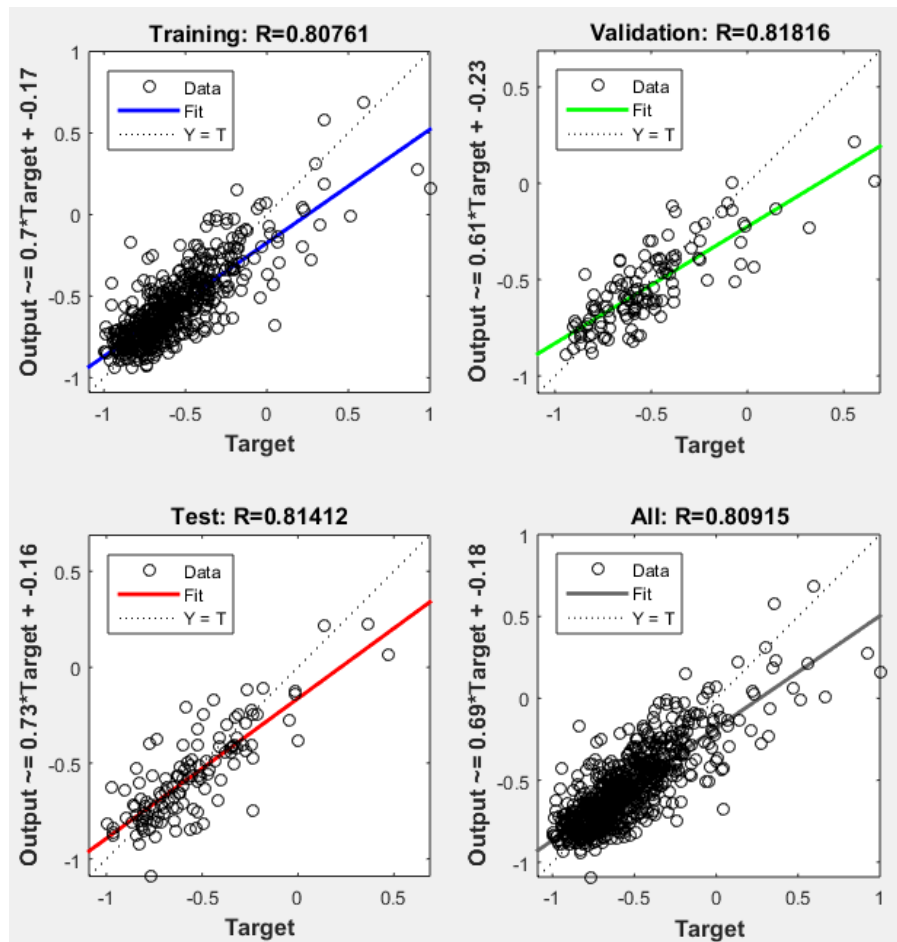 Training: R=0.80761
Output ~= 0.7*Target + -0.17
1
0.5
0
-0.5
-1
Data
Fit
Y = T
-1 -0.5 0 0.5 1
Target
Validation: R=0.81816
Output ~= 0.61*Target + -0.23
0.5
0
-0.5
-1
Data
Fit
Y = T
-1 -0.5 0 0.5
Target
Test: R=0.81412
Output ~= 0.73*Target + -0.16
0.5
0
-0.5
-1
Data
Fit
Y = T
-1 -0.5 0 0.5
Target
All: R=0.80915
Output ~= 0.69*Target + -0.18
1
0.5
0
-0.5
-1
Data
Fit
Y = T
-1 -0.5 0 0.5 1
Target